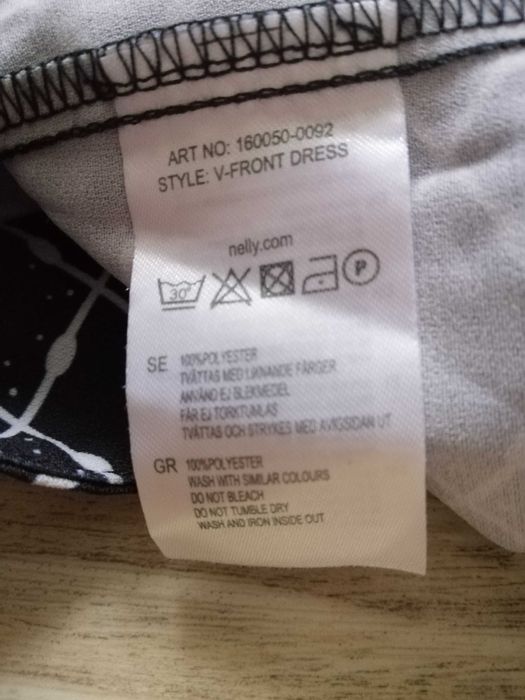 ART NO: 160050-0092
STYLE: V-FRONT DRESS
nelly.com
30°
P
SE 100%POLYESTER
TVÄTTAS MED LIKNANDE FÄRGER
ANVÄND EJ BLEKMEDEL
FÅR EJ TORKTUMLAS
TVÄTTAS OCH STRYKES MED AVIGSIDAN UT
GR 100%POLYESTER
WASH WITH SIMILAR COLOURS
DO NOT BLEACH
DO NOT TUMBLE DRY
WASH AND IRON INSIDE OUT